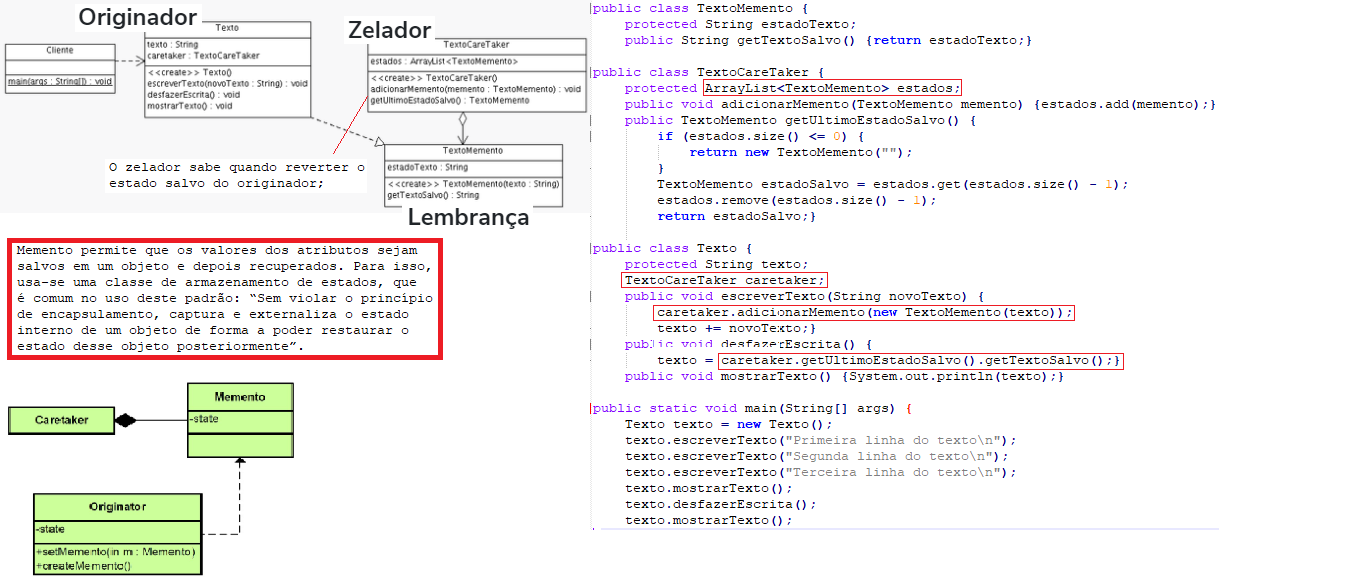 Originador
Cliente
main(args : String[]) : void
Texto
texto : String
caretaker : TextoCareTaker
<<create>> Texto()
escreverTexto(novoTexto : String) : void
desfazerEscrita() : void
mostrarTexto() : void
Zelador
TextoCareTaker
estados : ArrayList<TextoMemento>
<<create>> TextoCareTaker()
adicionarMemento(memento : TextoMemento) : void
getUltimoEstadoSalvo() : TextoMemento
O zelador sabe quando reverter o
estado salvo do originador;
TextoMemento
estadoTexto : String
<<create>> TextoMemento(texto : String)
getTextoSalvo() : String
Lembrança
Memento permite que os valores dos atributos sejam
salvos em um objeto e depois recuperados. Para isso,
usa-se uma classe de armazenamento de estados, que
é comum no uso deste padrão: “Sem violar o princípio
de encapsulamento, captura e externaliza o estado
interno de um objeto de forma a poder restaurar o
estado desse objeto posteriormente”.
Caretaker
Memento
-state
Originator
-state
+setMemento(in m : Memento)
+createMemento()
public class TextoMemento {
protected String estadoTexto;
public String getTextoSalvo() {return estadoTexto;}
public class TextoCareTaker {
protected ArrayList<TextoMemento> estados;
public void adicionarMemento(TextoMemento memento) {estados.add(memento);}
public TextoMemento getUltimoEstadoSalvo() {
if (estados.size() <= 0) {
return new TextoMemento("");
}
TextoMemento estadoSalvo = estados.get(estados.size() - 1);
estados.remove(estados.size() - 1);
return estadoSalvo;}
public class Texto {
protected String texto;
TextoCareTaker caretaker;
public void escreverTexto(String novoTexto) {
caretaker.adicionarMemento(new TextoMemento(texto));
texto += novoTexto;}
public void desfazerEscrita() {
texto = caretaker.getUltimoEstadoSalvo().getTextoSalvo();}
public void mostrarTexto() {System.out.println(texto);}
public static void main(String[] args) {
Texto texto = new Texto();
texto.escreverTexto("Primeira linha do texto\n");
texto.escreverTexto("Segunda linha do texto\n");
texto.escreverTexto("Terceira linha do texto\n");
texto.mostrarTexto();
texto.desfazerEscrita();
texto.mostrarTexto();